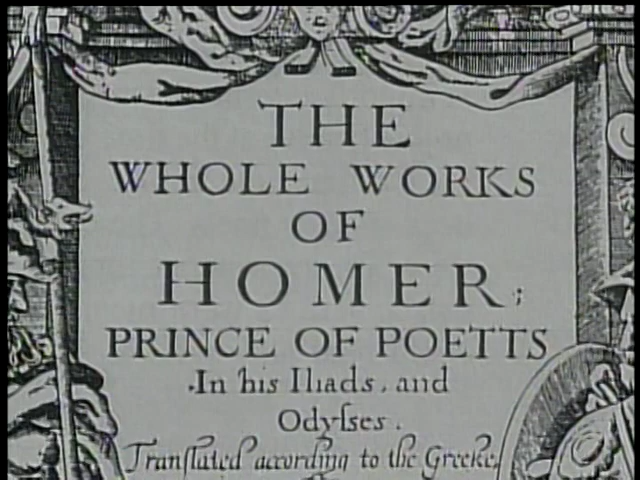 THE
WHOLE WORKS
OF
HOMER;
PRINCE OF POETTS
.In his Iliads, and
Odyſses.
Tranſlated according to the Greeke.